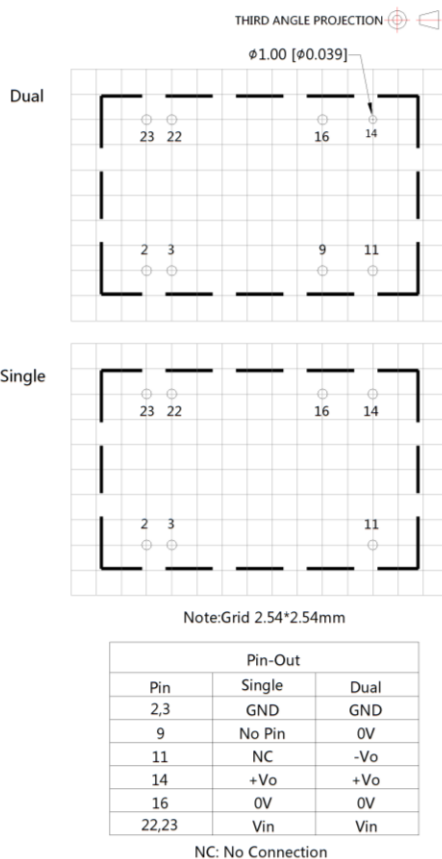 THIRD ANGLE PROJECTION
ϕ1.00 [ϕ0.039]
Dual
23 22 16 14
2 3 9 11
Single
23 22 16 14
2 3 11
Note:Grid 2.54*2.54mm
Pin-Out
Pin Single Dual
2,3 GND GND
9 No Pin 0V
11 NC -Vo
14 +Vo +Vo
16 0V 0V
22,23 Vin Vin
NC: No Connection